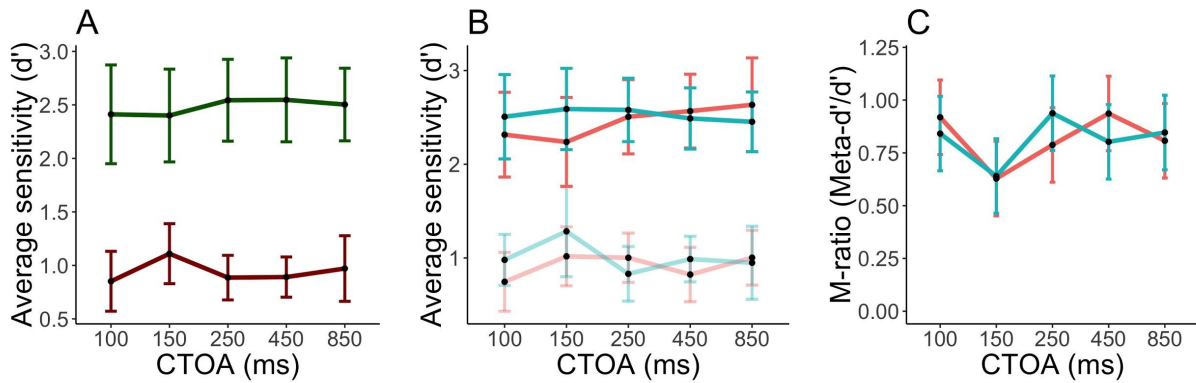 A
Average sensitivity (d')
3.0
2.5
2.0
1.5
1.0
0.5
100 150 250 450 850
CTOA (ms)
B
Average sensitivity (d')
3
2
1
100 150 250 450 850
CTOA (ms)
C
M-ratio (Meta-d'/d')
1.25
1.00
0.75
0.50
0.25
0.00
100 150 250 450 850
CTOA (ms)